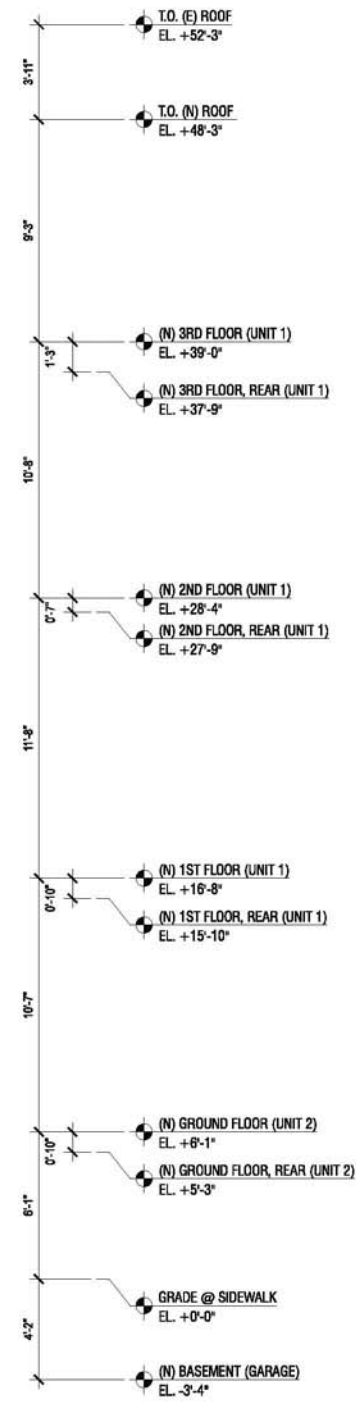 T.O. (E) ROOF
EL. +52'-3"
3'-11"
T.O. (N) ROOF
EL. +48'-3"
9'-3"
(N) 3RD FLOOR (UNIT 1)
EL. +39'-0"
1'-3"
(N) 3RD FLOOR, REAR (UNIT 1)
EL. +37'-9"
10'-8"
(N) 2ND FLOOR (UNIT 1)
EL. +28'-4"
0'-7"
(N) 2ND FLOOR, REAR (UNIT 1)
EL. +27'-9"
11'-8"
(N) 1ST FLOOR (UNIT 1)
EL. +16'-8"
0'-10"
(N) 1ST FLOOR, REAR (UNIT 1)
EL. +15'-10"
10'-7"
(N) GROUND FLOOR (UNIT 2)
EL. +6'-1"
0'-10"
(N) GROUND FLOOR, REAR (UNIT 2)
EL. +5'-3"
6'-1"
GRADE @ SIDEWALK
EL. +0'-0"
4'-2"
(N) BASEMENT (GARAGE)
EL. -3'-4"